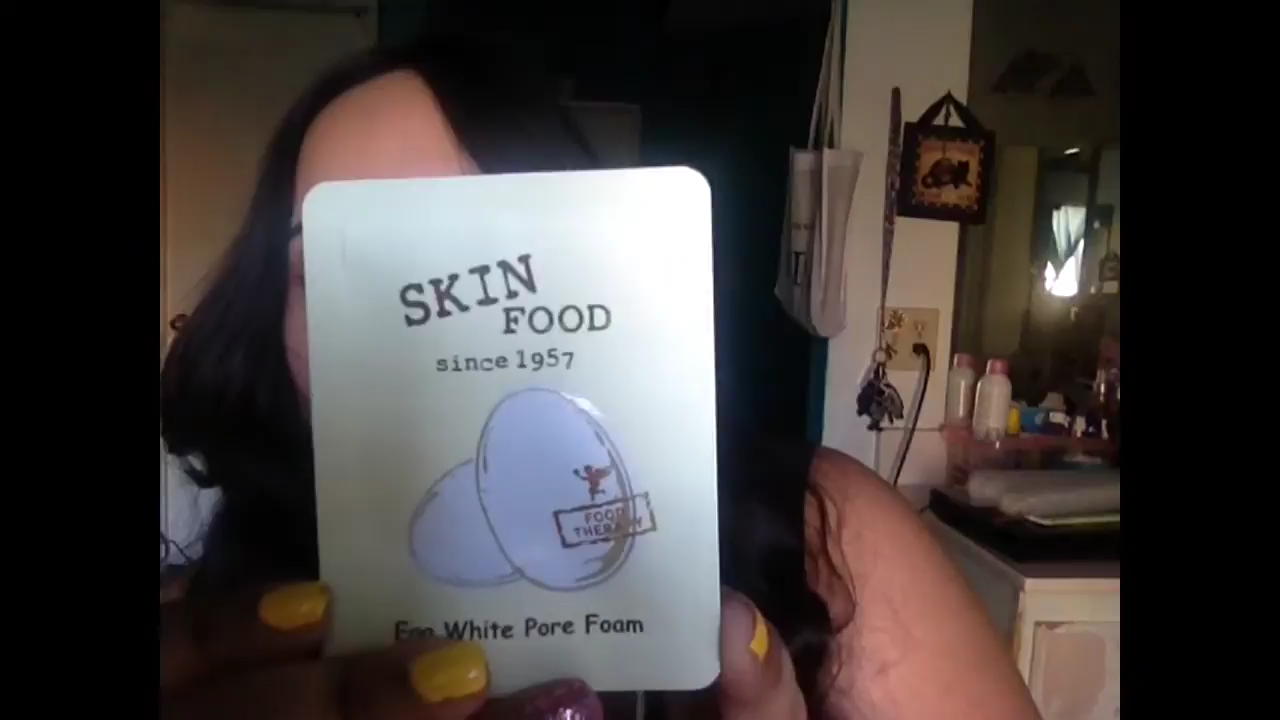 SKIN
FOOD
since 1957
FOOD
THERAPY
Egg White Pore Foam